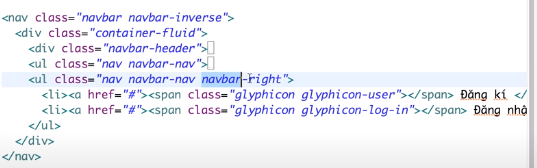 <nav class="navbar navbar-inverse">
<div class="container-fluid">
<div class="navbar-header">
<ul class="nav navbar-nav">
<ul class="nav navbar-nav navbar-right">
<li><a href="#"><span class="glyphicon glyphicon-user"></span> Đăng kí </
<li><a href="#"><span class="glyphicon glyphicon-log-in"></span> Đăng nhậ
</ul>
</div>
</nav>